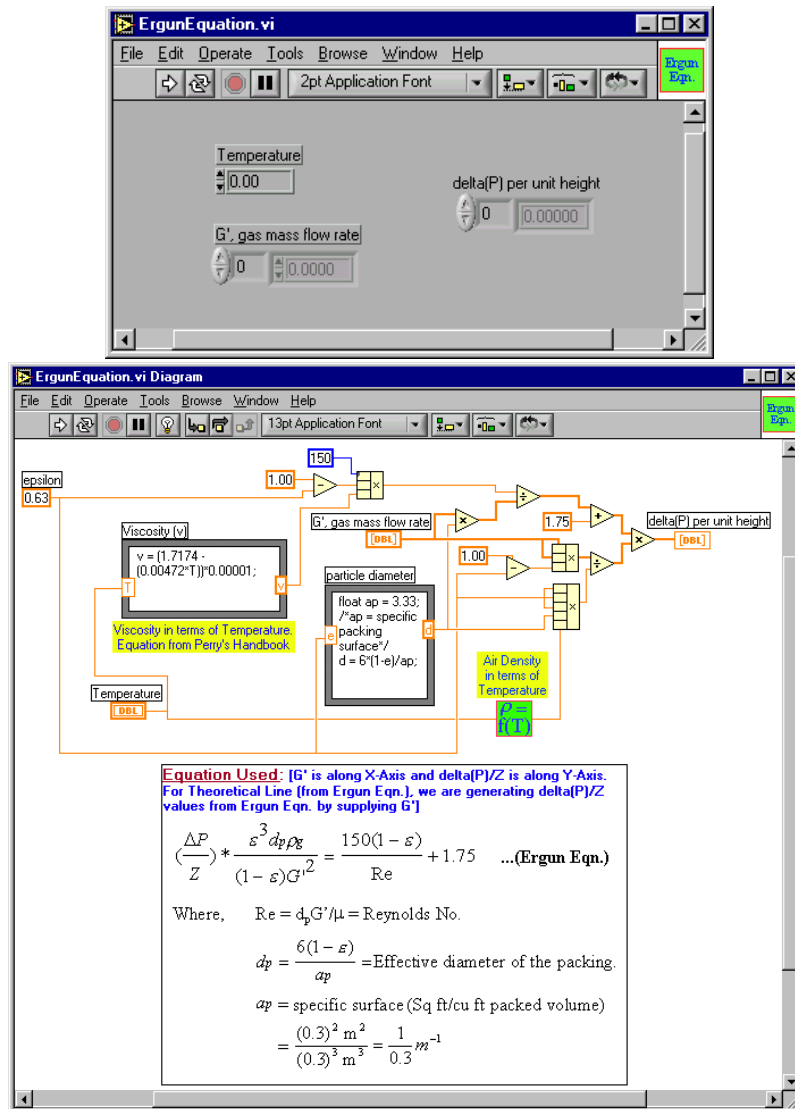 ErgunEquation.vi
File Edit Operate Tools Browse Window Help
2pt Application Font
Ergun
Eqn.
Temperature
0.00
delta(P) per unit height
0 0.00000
G', gas mass flow rate
0 0.0000
ErgunEquation.vi Diagram
File Edit Operate Tools Browse Window Help
13pt Application Font
Ergun
Eqn.
150
epsilon
1.00
0.63
G', gas mass flow rate
1.75
delta(P) per unit height
DBL
DBL
Viscosity (v)
v = (1.7174 -
(0.00472*T))*0.00001;
T
v
1.00
particle diameter
float ap = 3.33;
/*ap = specific
packing
surface*/
d = 6*(1-e)/ap;
e
d
Viscosity in terms of Temperature.
Equation from Perry's Handbook
Air Density
in terms of
Temperature
Temperature
DBL
ρ =
f(T)
Equation Used: [G' is along X-Axis and delta(P)/Z is along Y-Axis.
For Theoretical Line (from Ergun Eqn.), we are generating delta(P)/Z
values from Ergun Eqn. by supplying G']
(ΔP/Z) * ε³dpρg/((1 − ε)G'²) = 150(1 − ε)/Re + 1.75 ...(Ergun Eqn.)
Where, Re = dₚG'/μ = Reynolds No.
dp = 6(1 − ε)/ap = Effective diameter of the packing.
ap = specific surface (Sq ft/cu ft packed volume)
= (0.3)² m²/(0.3)³ m³ = 1/0.3 m⁻¹